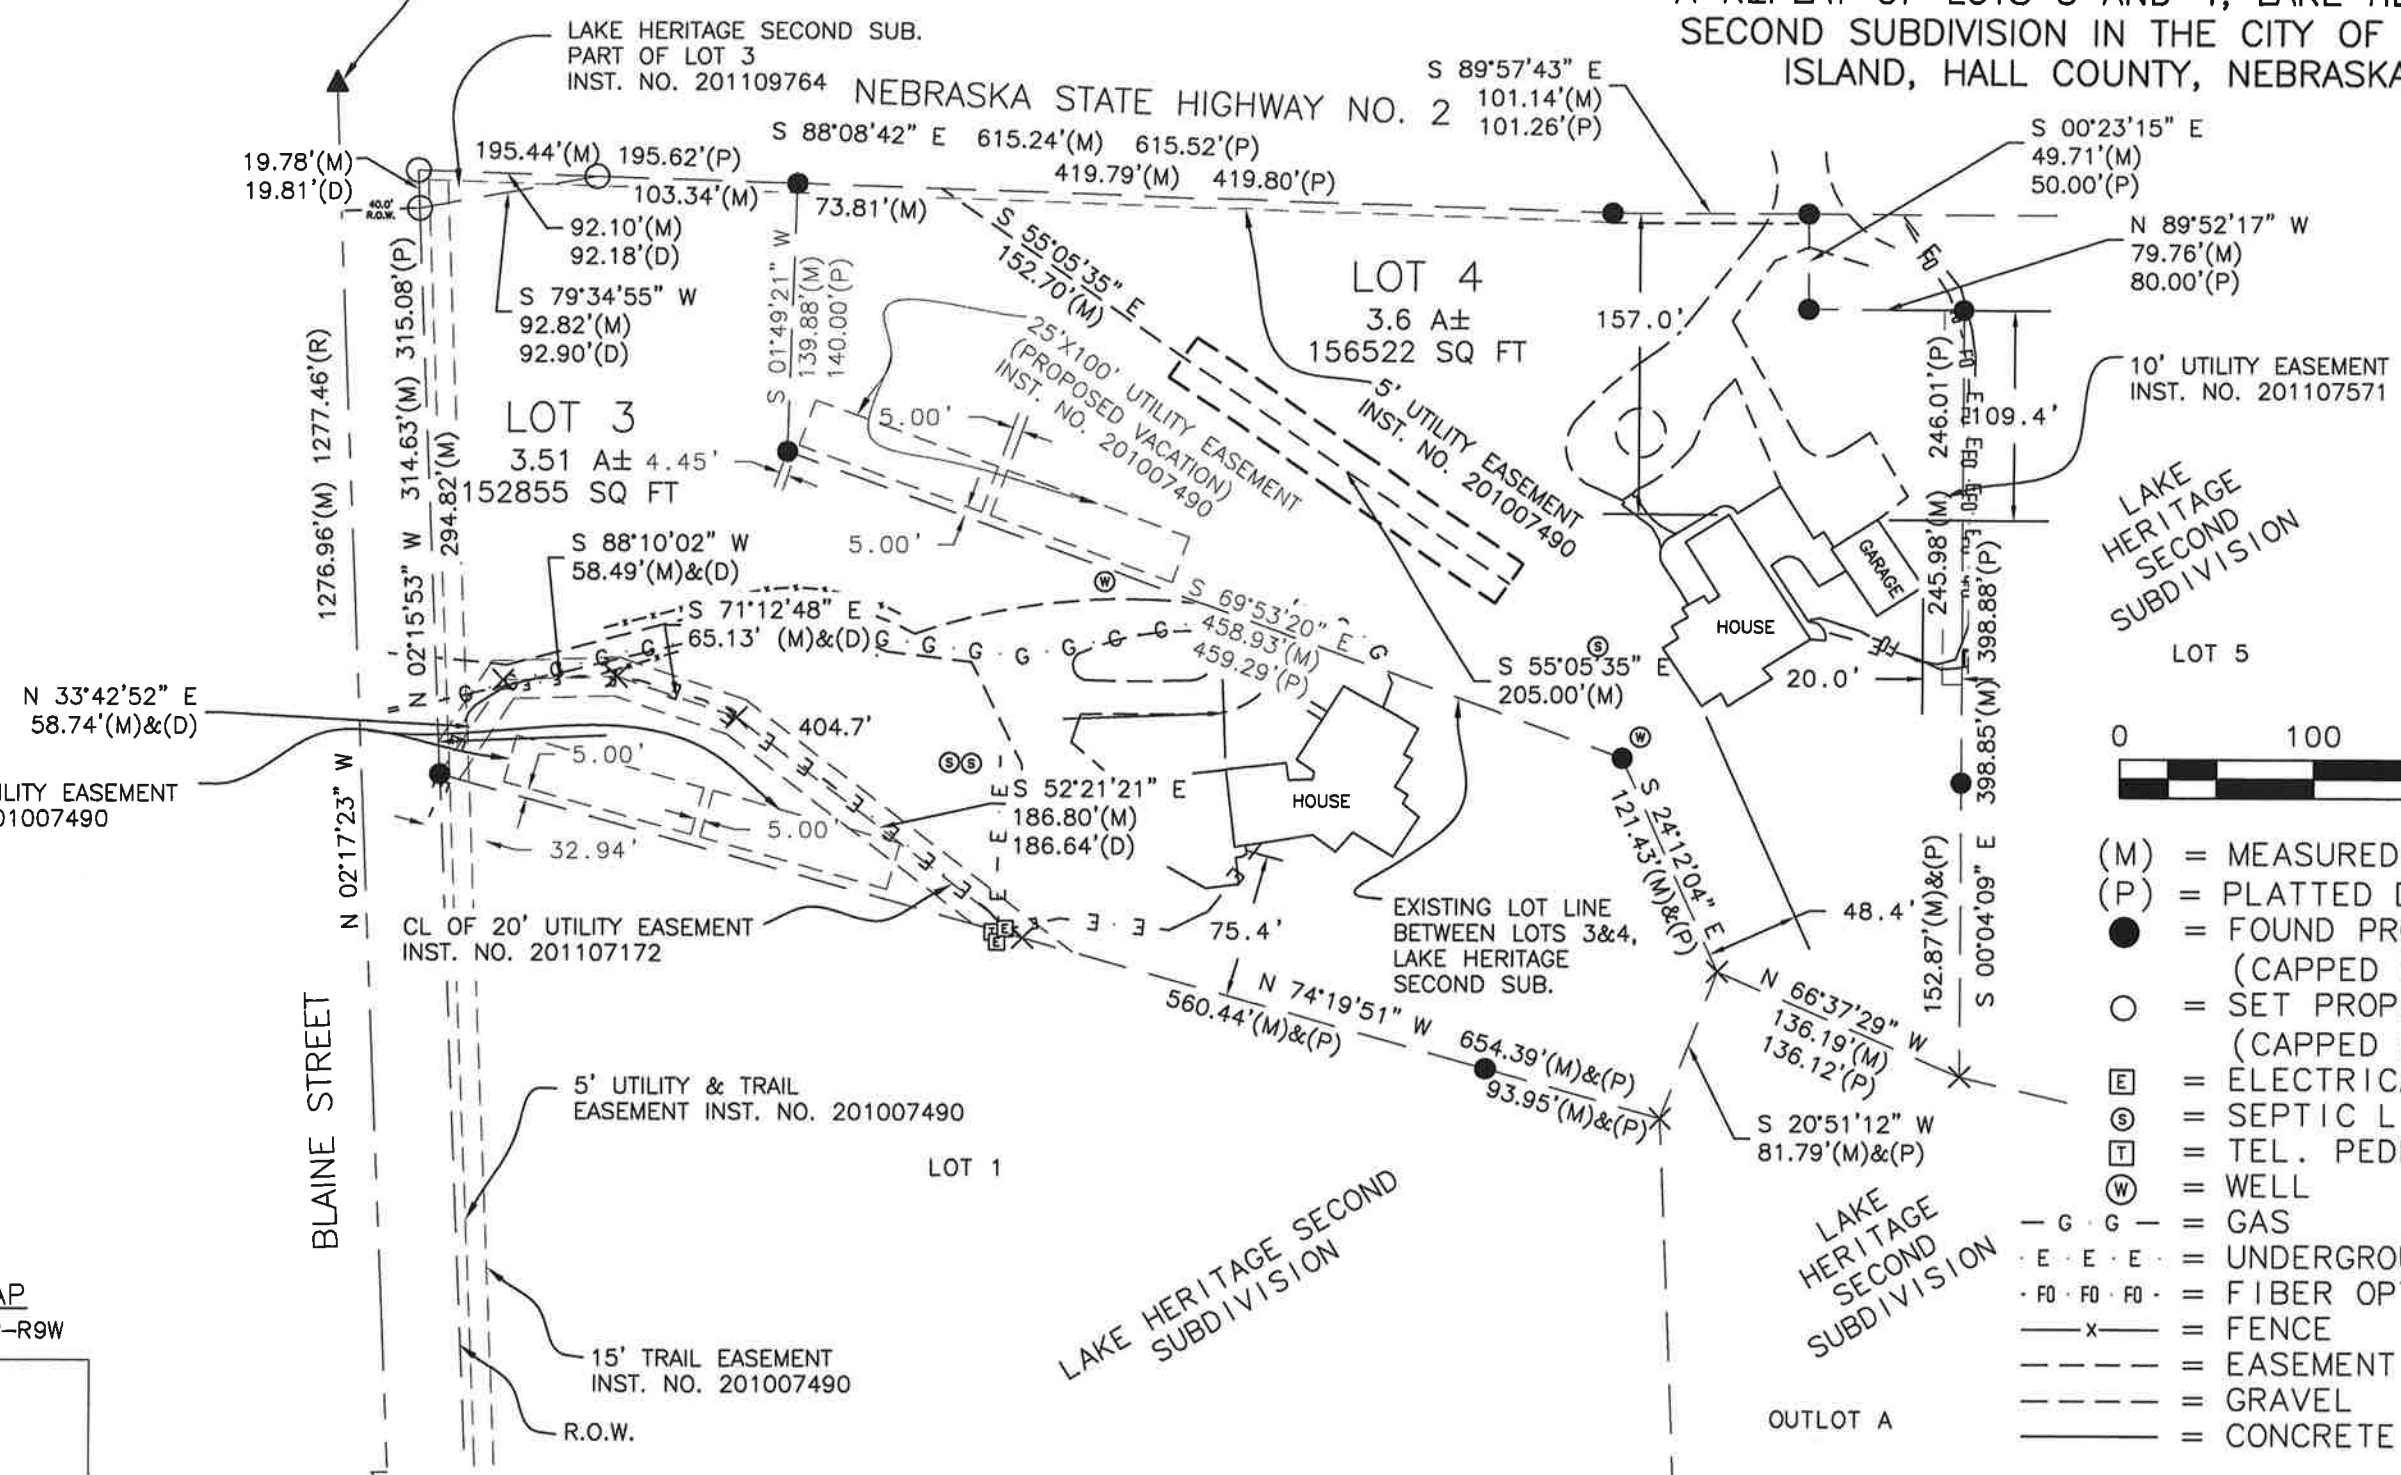 SECOND SUBDIVISION IN THE CITY OF
ISLAND, HALL COUNTY, NEBRASKA
LAKE HERITAGE SECOND SUB.
PART OF LOT 3
INST. NO. 201109764
NEBRASKA STATE HIGHWAY NO. 2
S 89°57'43" E
101.14'(M)
101.26'(P)
S 00°23'15" E
49.71'(M)
50.00'(P)
S 88°08'42" E 615.24'(M) 615.52'(P)
419.79'(M) 419.80'(P)
19.78'(M)
19.81'(D)
195.44'(M) 195.62'(P)
103.34'(M)
73.81'(M)
40.0'
R.O.W.
92.10'(M)
92.18'(D)
S 79°34'55" W
92.82'(M)
92.90'(D)
S 01°49'21" W
139.88'(M)
140.00'(P)
S 55°05'35" E
152.70'(M)
LOT 4
3.6 A±
156522 SQ FT
157.0'
N 89°52'17" W
79.76'(M)
80.00'(P)
FO
10' UTILITY EASEMENT
INST. NO. 201107571
109.4'
245.98'(M) 246.01'(P)
25'X100' UTILITY EASEMENT
(PROPOSED VACATION)
INST. NO. 201007490
5' UTILITY EASEMENT
INST. NO. 201007490
1276.96'(M) 1277.46'(R)
N 02°15'53" W 314.63'(M) 315.08'(P)
294.82'(M)
LOT 3
3.51 A±
152855 SQ FT
4.45'
5.00'
5.00'
S 88°10'02" W
58.49'(M)&(D)
S 71°12'48" E
65.13' (M)&(D)
G G G G G G
S 69°53'20" E
458.93'(M)
459.29'(P)
G
W
S
S 55°05'35" E
205.00'(M)
HOUSE
GARAGE
20.0'
FO
398.85'(M) 398.88'(P)
S 00°04'09" E
152.87'(M)&(P)
LAKE
HERITAGE
SECOND
SUBDIVISION
LOT 5
N 33°42'52" E
58.74'(M)&(D)
UTILITY EASEMENT
201007490
N 02°17'23" W
404.7'
5.00'
5.00'
32.94'
S S
S 52°21'21" E
186.80'(M)
186.64'(D)
HOUSE
W
S 24°12'04" E
121.43'(M)&(P)
48.4'
0 100
CL OF 20' UTILITY EASEMENT
INST. NO. 201107172
T E E
75.4'
EXISTING LOT LINE
BETWEEN LOTS 3&4,
LAKE HERITAGE
SECOND SUB.
N 74°19'51" W 654.39'(M)&(P)
560.44'(M)&(P)
93.95'(M)&(P)
N 66°37'29" W
136.19'(M)
136.12'(P)
S 20°51'12" W
81.79'(M)&(P)
BLAINE STREET
5' UTILITY & TRAIL
EASEMENT INST. NO. 201007490
LOT 1
LAKE HERITAGE SECOND
SUBDIVISION
LAKE
HERITAGE
SECOND
SUBDIVISION
15' TRAIL EASEMENT
INST. NO. 201007490
R.O.W.
OUTLOT A
-R9W
(M) = MEASURED
(P) = PLATTED
= FOUND
(CAPPED
= SET PROP
(CAPPED
E = ELECTRIC
S = SEPTIC
T = TEL.
W = WELL
G G = GAS
E E E =
FO FO FO = FIBER
x = FENCE
= EASEMENT
= GRAVEL
= CONCRETE